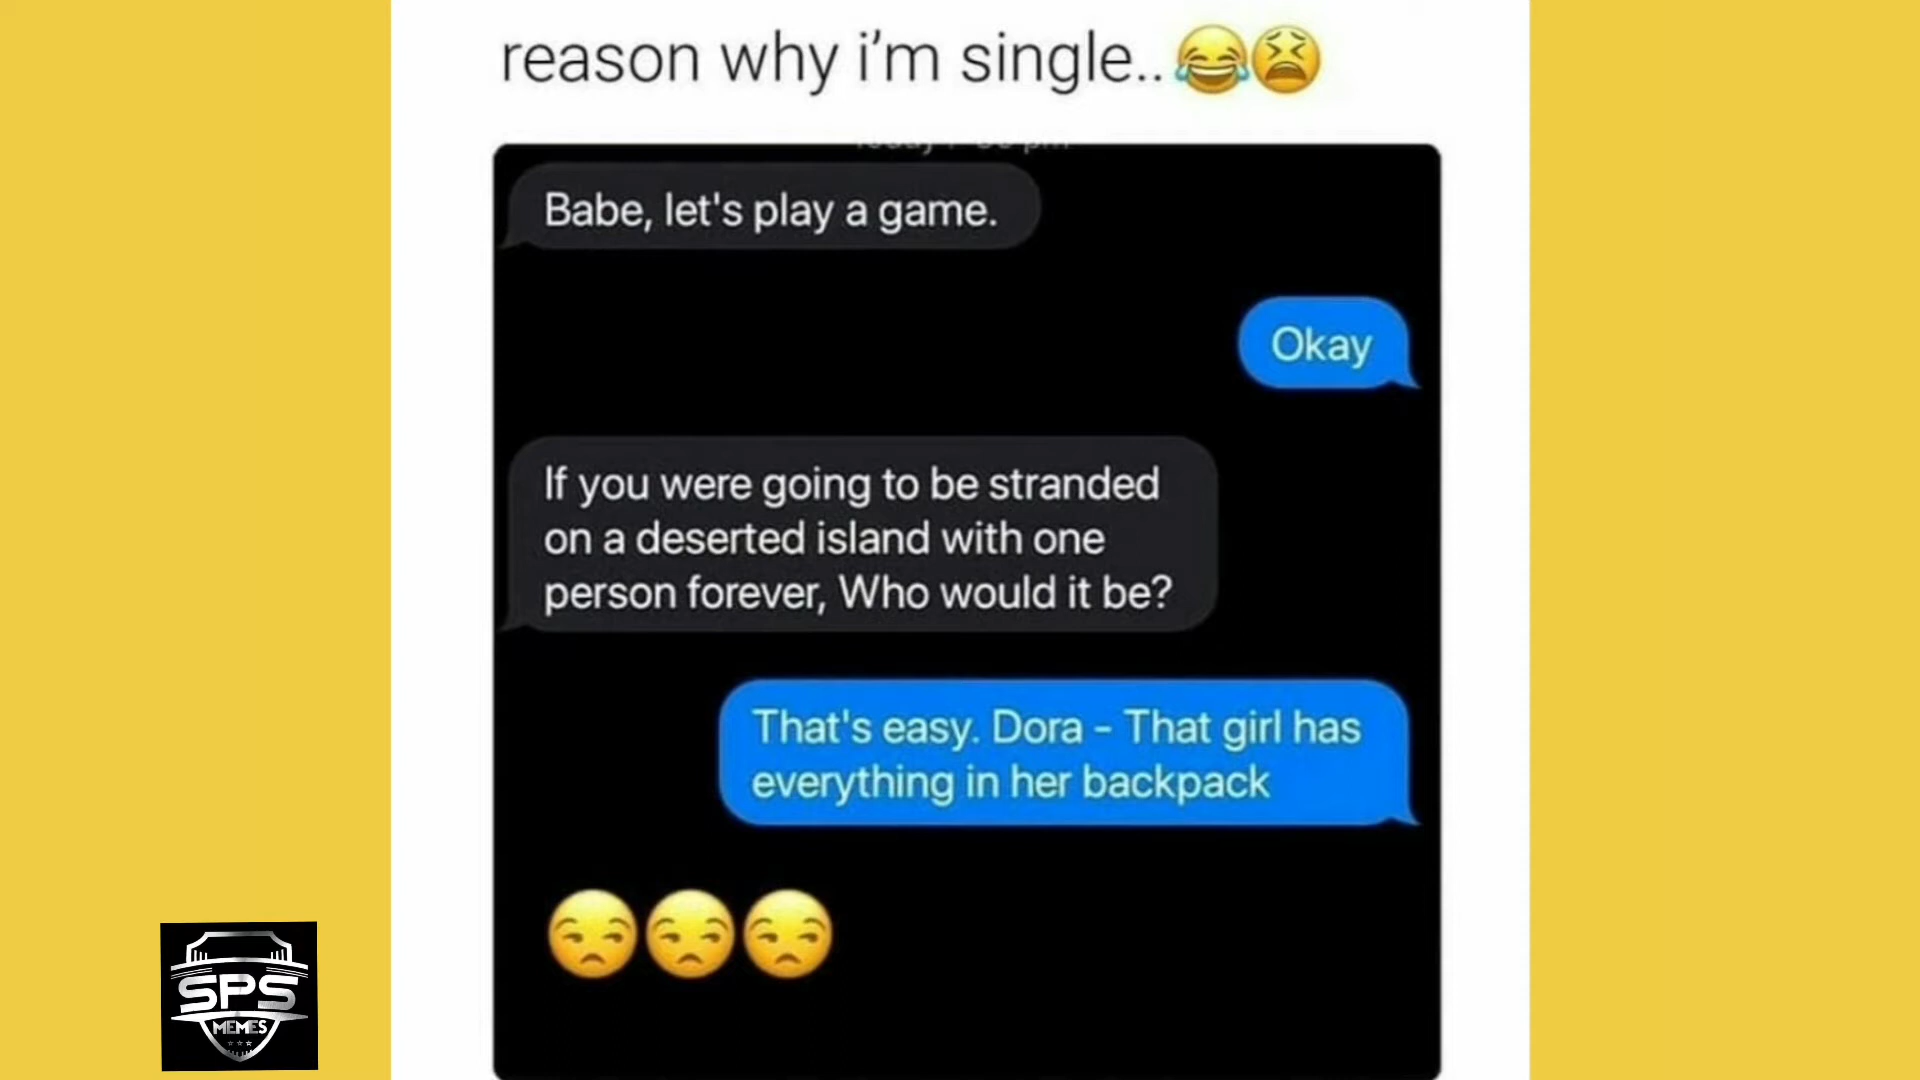 reason why i’m single..😂😫
Babe, let's play a game.
Okay
If you were going to be stranded
on a deserted island with one
person forever, Who would it be?
That's easy. Dora - That girl has
everything in her backpack
😒😒😒
SPS
MEMES